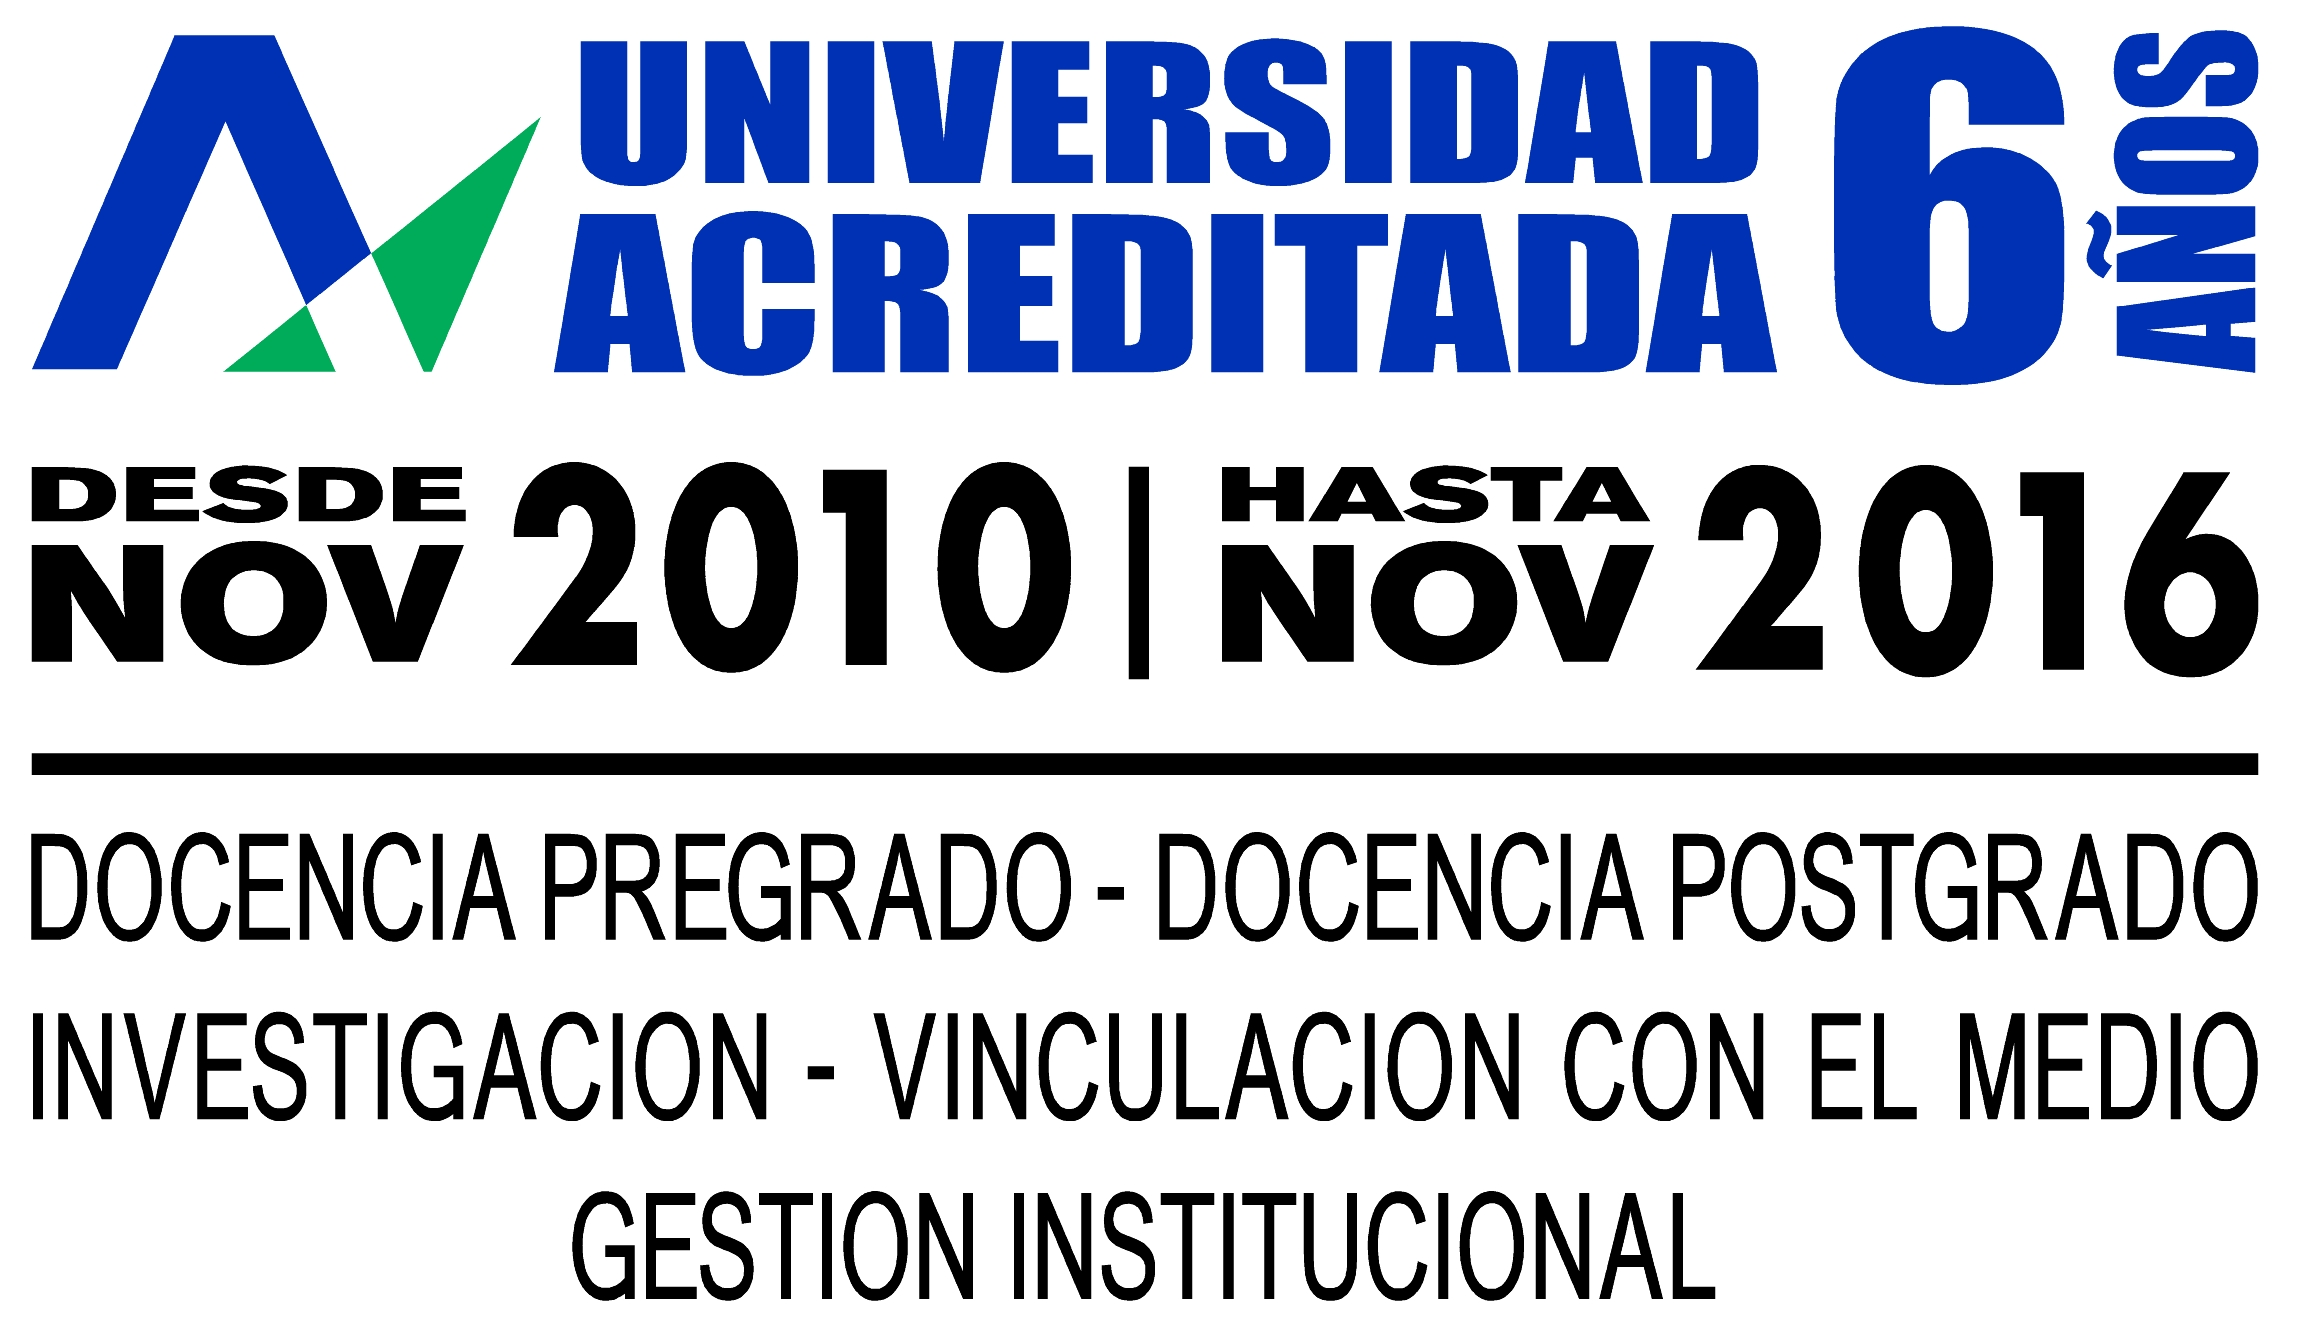 UNIVERSIDAD
ACREDITADA
6
AÑOS
DESDE
NOV 2010 | HASTA
NOV 2016
DOCENCIA PREGRADO - DOCENCIA POSTGRADO
INVESTIGACION - VINCULACION CON EL MEDIO
GESTION INSTITUCIONAL